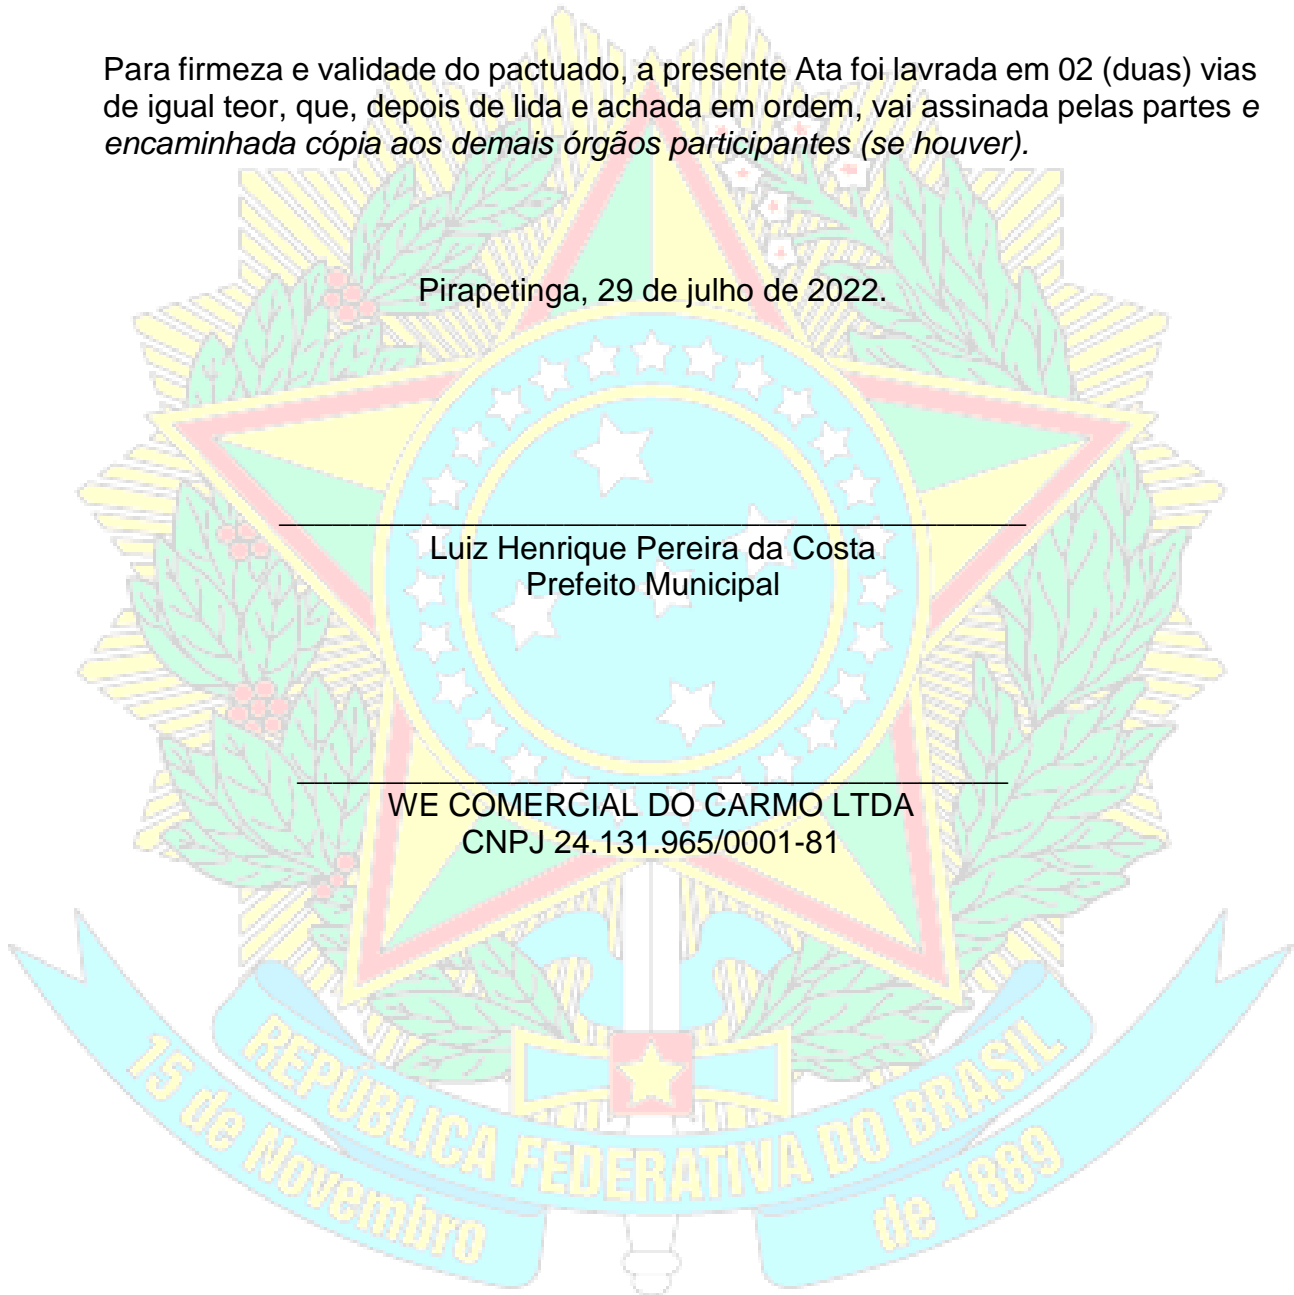 Para firmeza e validade do pactuado, a presente Ata foi lavrada em 02 (duas) vias
de igual teor, que, depois de lida e achada em ordem, vai assinada pelas partes e
encaminhada cópia aos demais órgãos participantes (se houver).
Pirapetinga, 29 de julho de 2022.
Luiz Henrique Pereira da Costa
Prefeito Municipal
WE COMERCIAL DO CARMO LTDA
CNPJ 24.131.965/0001-81
REPÚBLICA FEDERATIVA DO BRASIL
15 de Novembro
de 1889